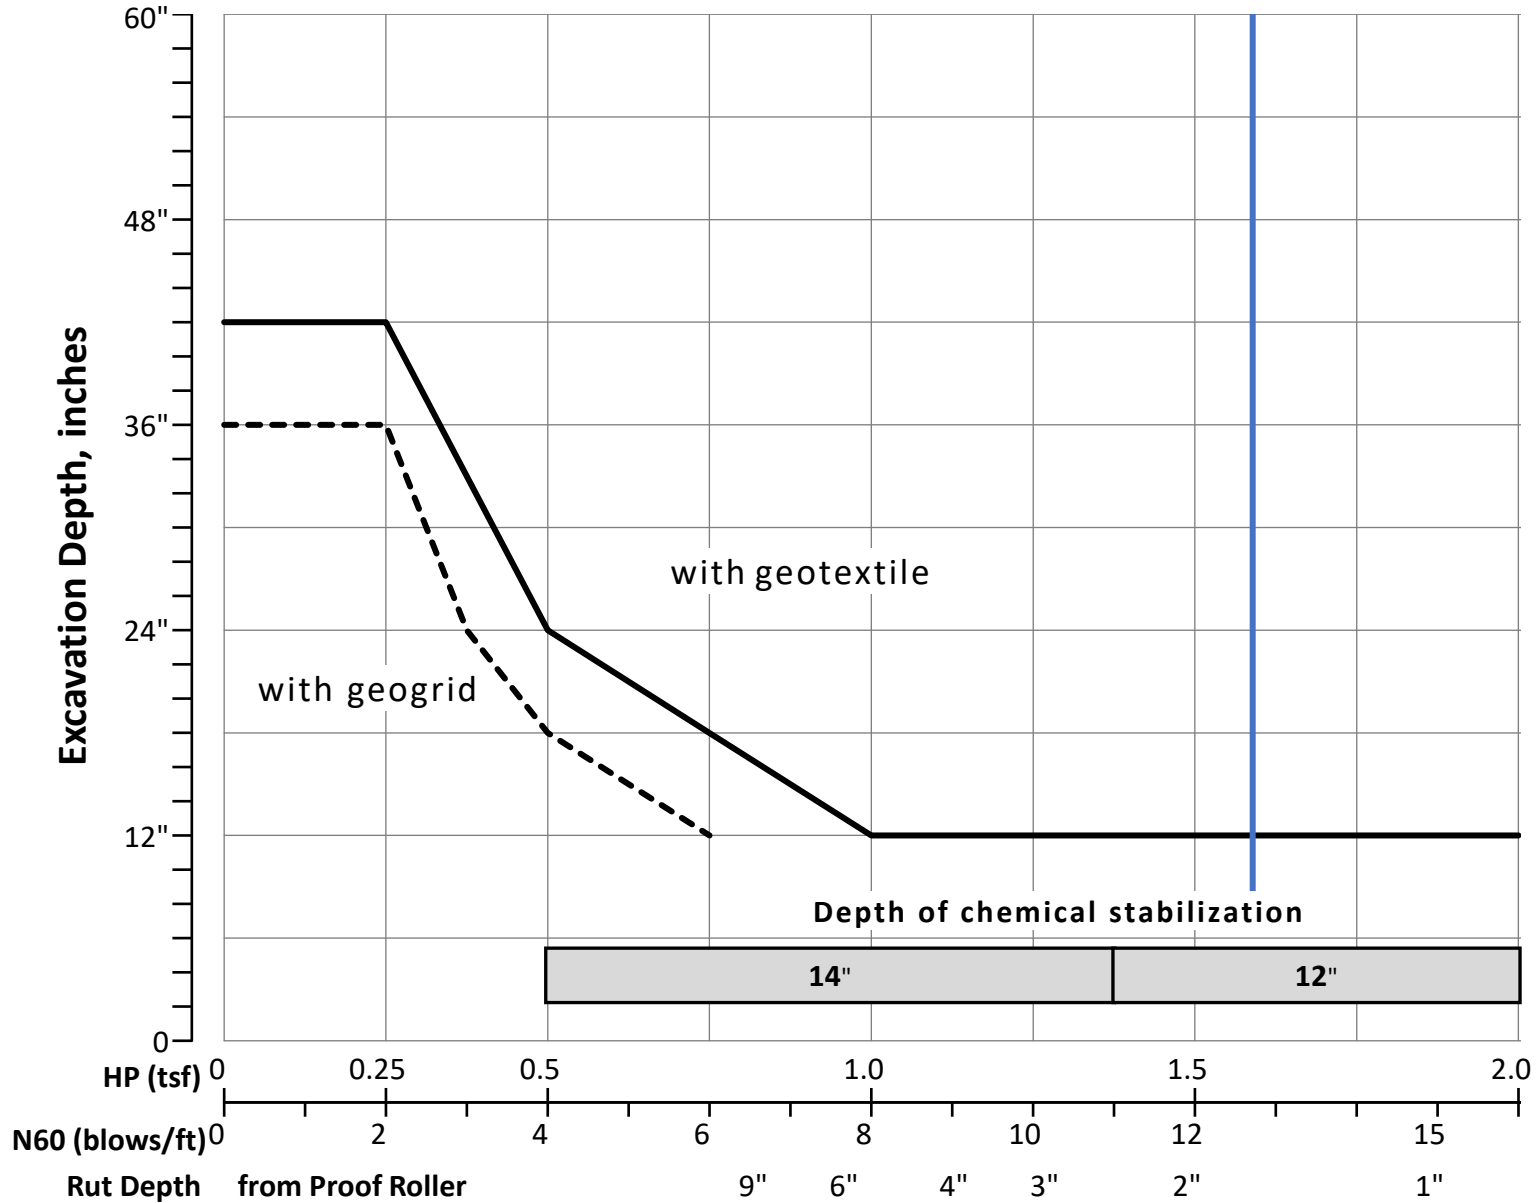 60"
48"
36"
24"
12"
0
Excavation Depth, inches
with geotextile
with geogrid
Depth of chemical stabilization
14" 12"
HP (tsf) 0 0.25 0.5 1.0 1.5 2.0
N60 (blows/ft) 0 2 4 6 8 10 12 15
Rut Depth from Proof Roller 9" 6" 4" 3" 2" 1"